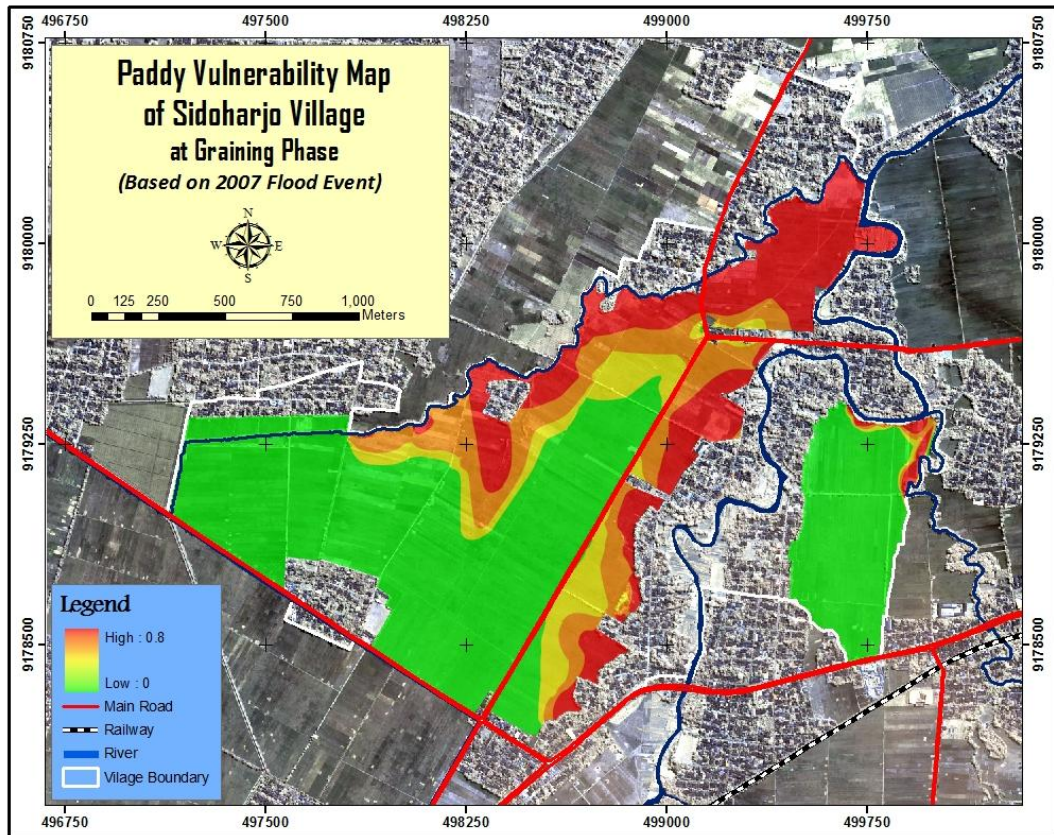 496750 497500 498250 499000 499750
9180750 9180750
Paddy Vulnerability Map
of Sidoharjo Village
at Graining Phase
(Based on 2007 Flood Event)
N
W E
S
0 125 250 500 750 1,000
Meters
9180000 9180000
9179250 9179250
9178500 9178500
Legend
High : 0.8
Low : 0
Main Road
Railway
River
Vilage Boundary
496750 497500 498250 499000 499750